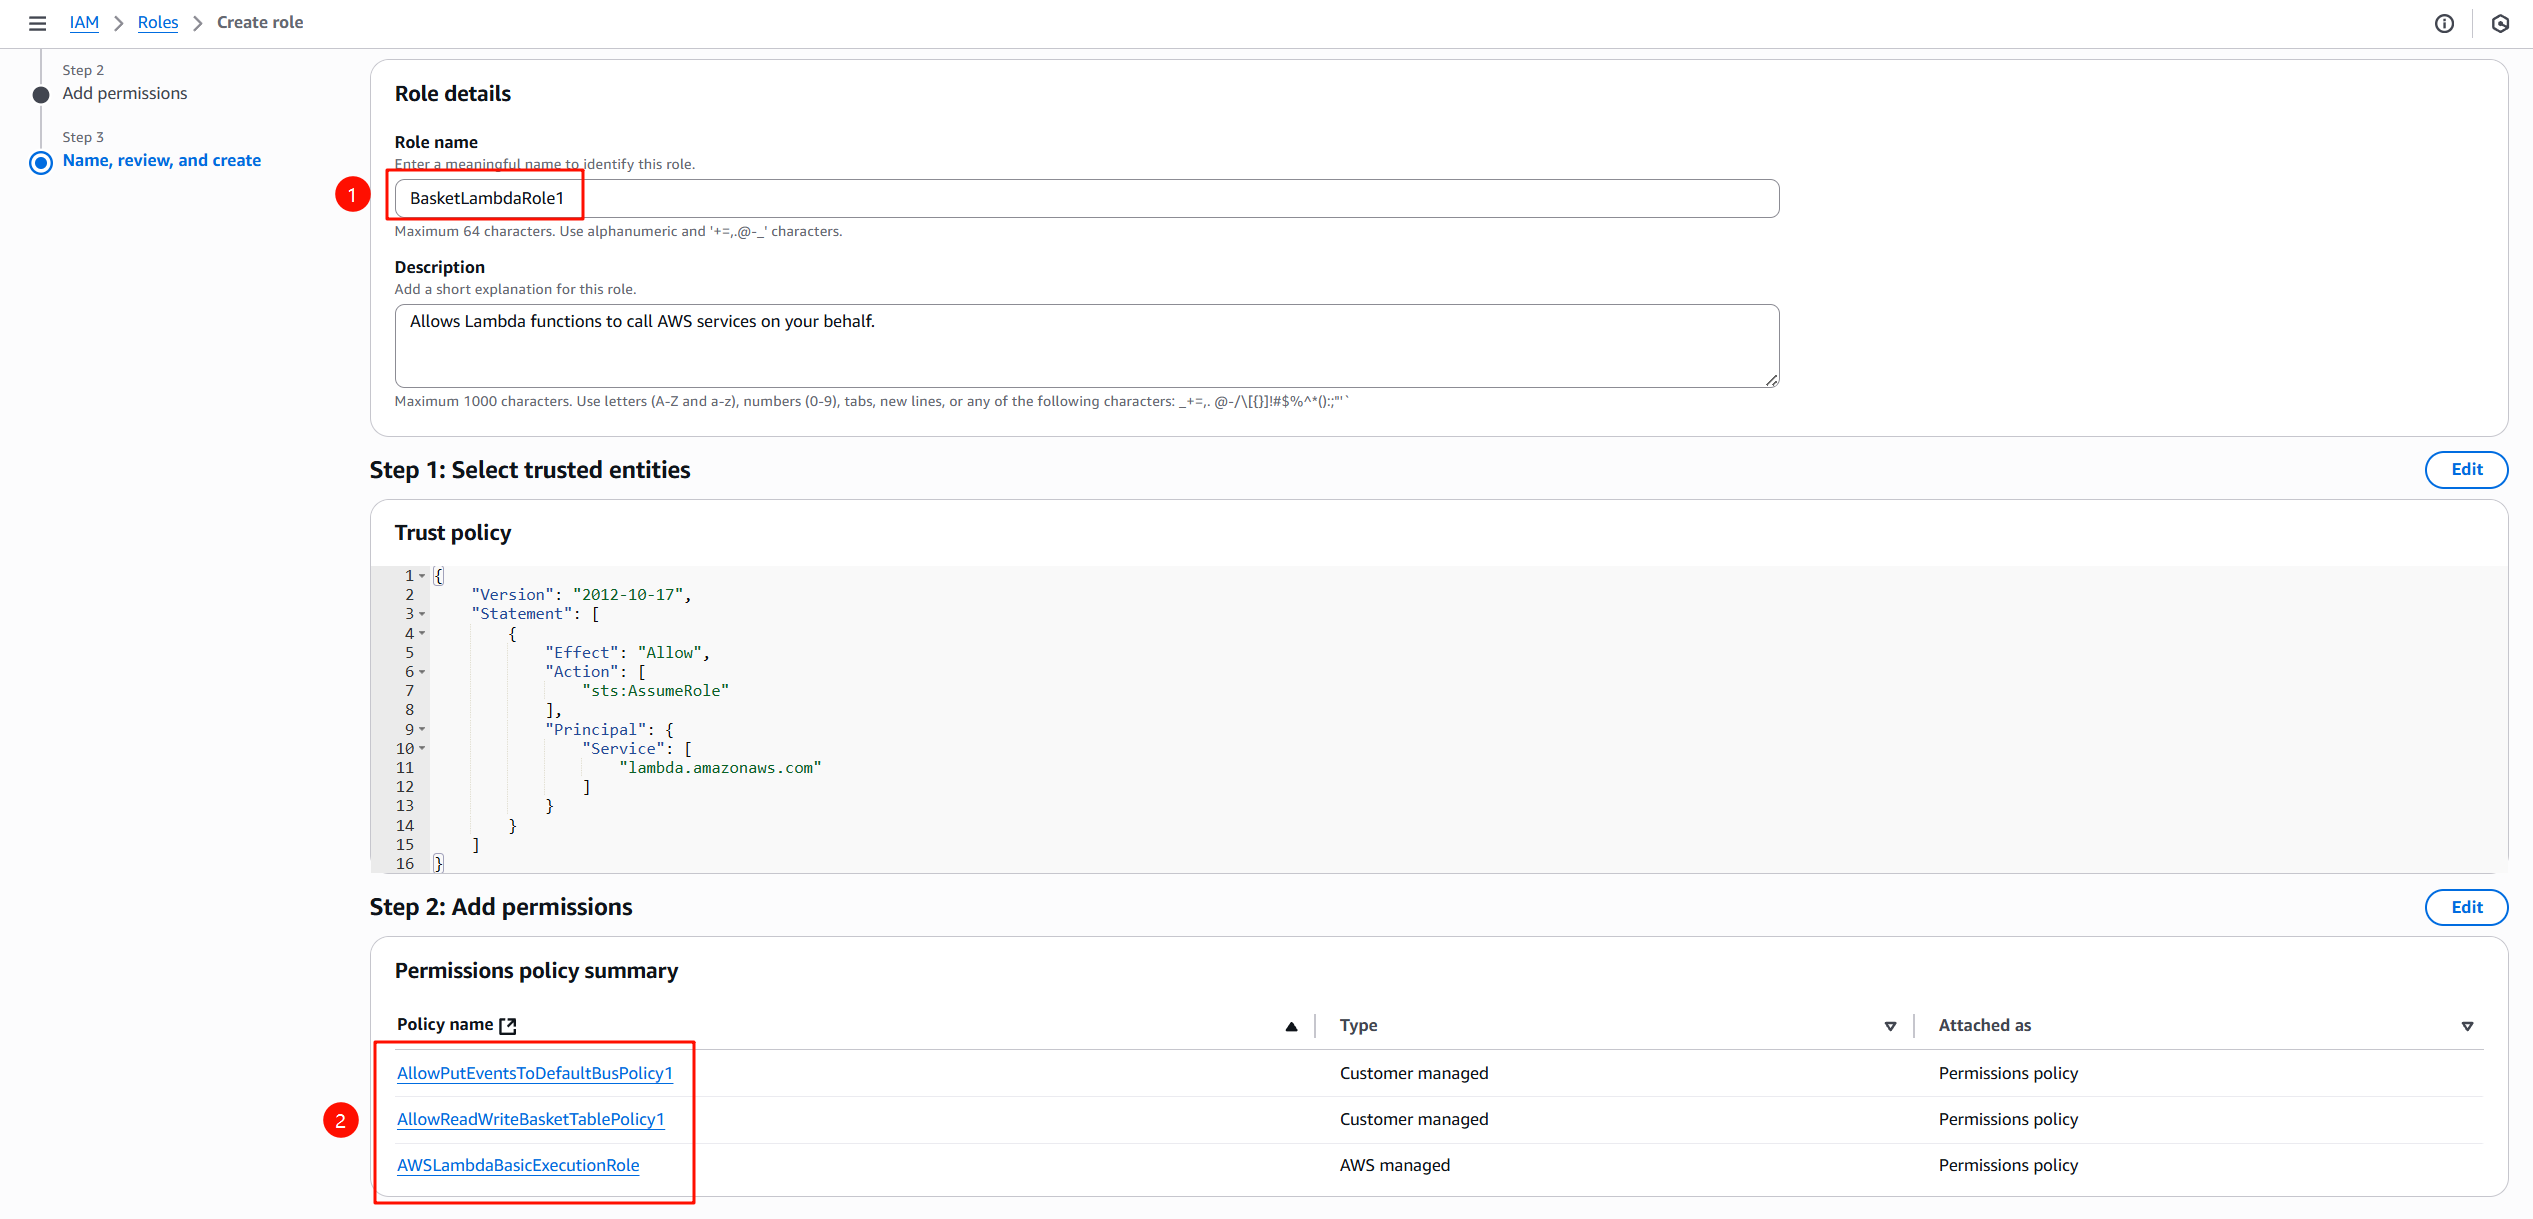 IAM > Roles > Create role
Step 2
Add permissions
Step 3
Name, review, and create
Role details
Role name
Enter a meaningful name to identify this role.
1
BasketLambdaRole1
Maximum 64 characters. Use alphanumeric and '+=,.@-_' characters.
Description
Add a short explanation for this role.
Allows Lambda functions to call AWS services on your behalf.
Maximum 1000 characters. Use letters (A-Z and a-z), numbers (0-9), tabs, new lines, or any of the following characters: _+=,. @-/\[{}]!#$%^*();:"'`
Step 1: Select trusted entities
Edit
Trust policy
1 {
2 "Version": "2012-10-17",
3 "Statement": [
4 {
5 "Effect": "Allow",
6 "Action": [
7 "sts:AssumeRole"
8 ],
9 "Principal": {
10 "Service": [
11 "lambda.amazonaws.com"
12 ]
13 }
14 }
15 ]
16 }
Step 2: Add permissions
Edit
Permissions policy summary
Policy name Type Attached as
AllowPutEventsToDefaultBusPolicy1 Customer managed Permissions policy
2
AllowReadWriteBasketTablePolicy1 Customer managed Permissions policy
AWSLambdaBasicExecutionRole AWS managed Permissions policy